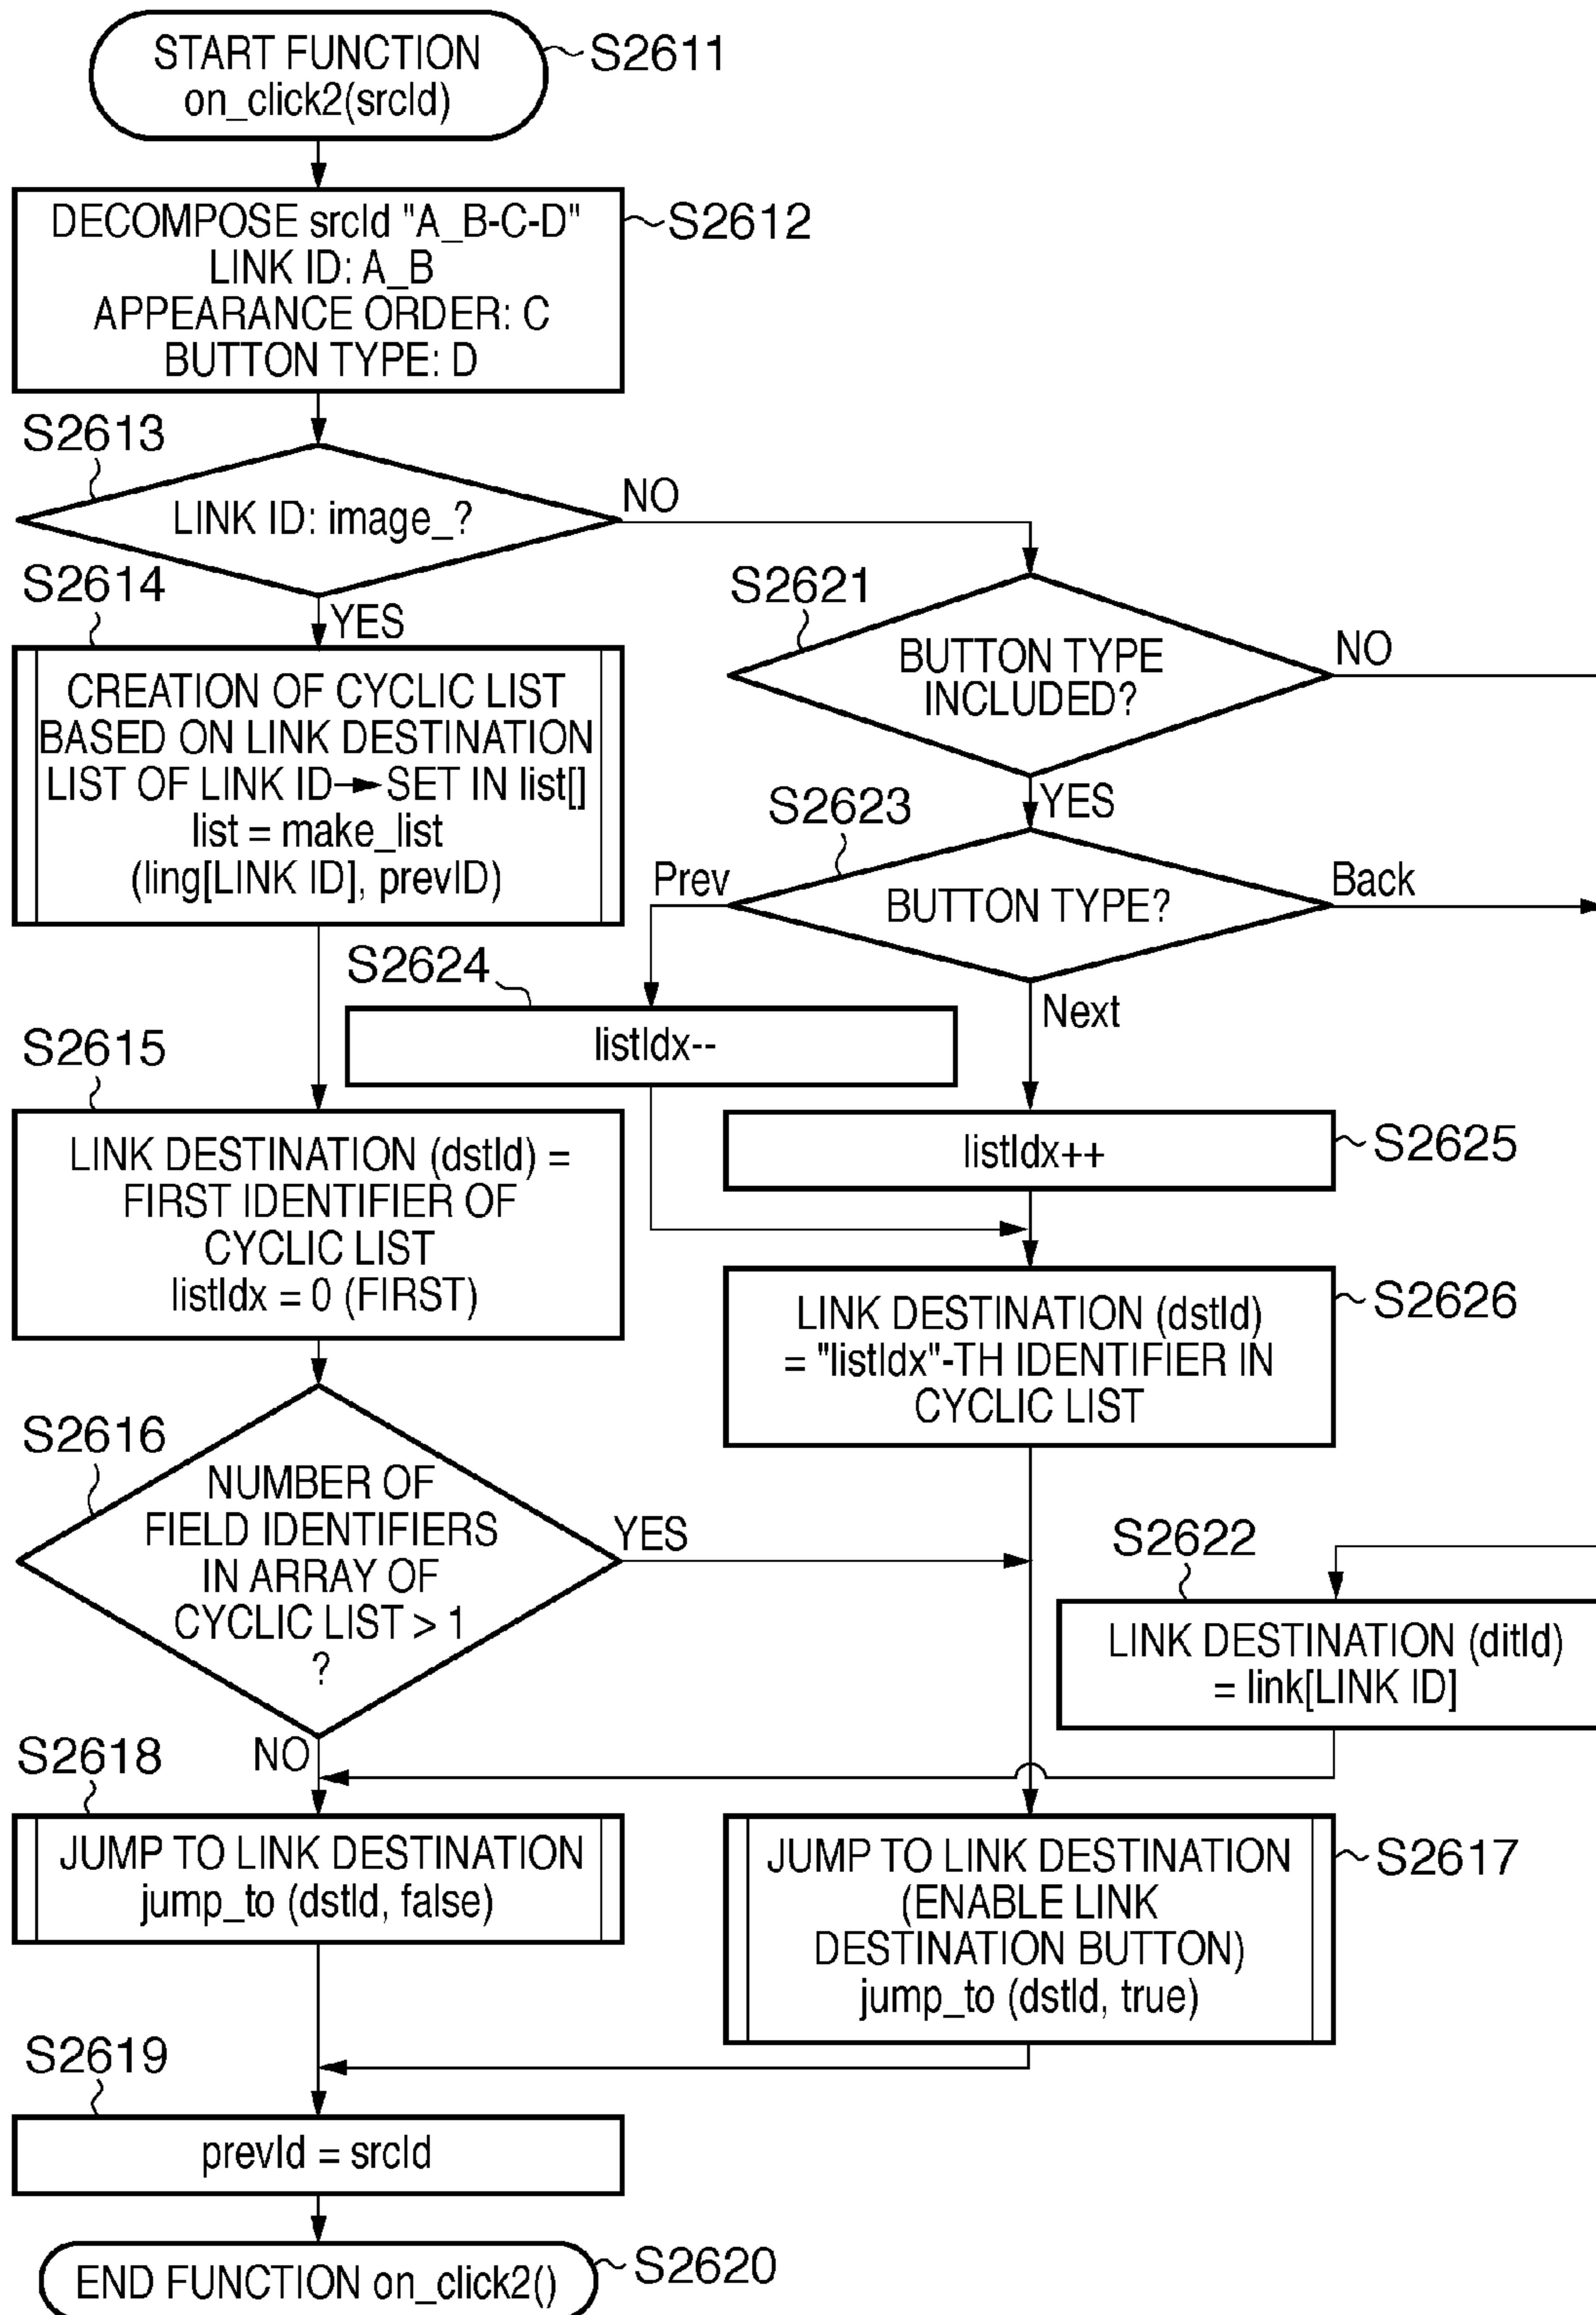 START FUNCTION
on_click2(srcId)
S2611
DECOMPOSE srcId "A_B-C-D"
LINK ID: A_B
APPEARANCE ORDER: C
BUTTON TYPE: D
S2612
S2613
LINK ID: image_?
NO
YES
S2614
CREATION OF CYCLIC LIST
BASED ON LINK DESTINATION
LIST OF LINK ID→SET IN list[]
list = make_list
(ling[LINK ID], prevID)
S2621
BUTTON TYPE
INCLUDED?
NO
YES
S2623
BUTTON TYPE?
Prev
Back
Next
S2624
listIdx--
S2615
LINK DESTINATION (dstId) =
FIRST IDENTIFIER OF
CYCLIC LIST
listIdx = 0 (FIRST)
listIdx++
S2625
LINK DESTINATION (dstId)
= "listIdx"-TH IDENTIFIER IN
CYCLIC LIST
S2626
S2616
NUMBER OF
FIELD IDENTIFIERS
IN ARRAY OF
CYCLIC LIST > 1
?
YES
NO
S2622
LINK DESTINATION (ditId)
= link[LINK ID]
S2618
JUMP TO LINK DESTINATION
jump_to (dstId, false)
JUMP TO LINK DESTINATION
(ENABLE LINK
DESTINATION BUTTON)
jump_to (dstId, true)
S2617
S2619
prevId = srcId
END FUNCTION on_click2()
S2620